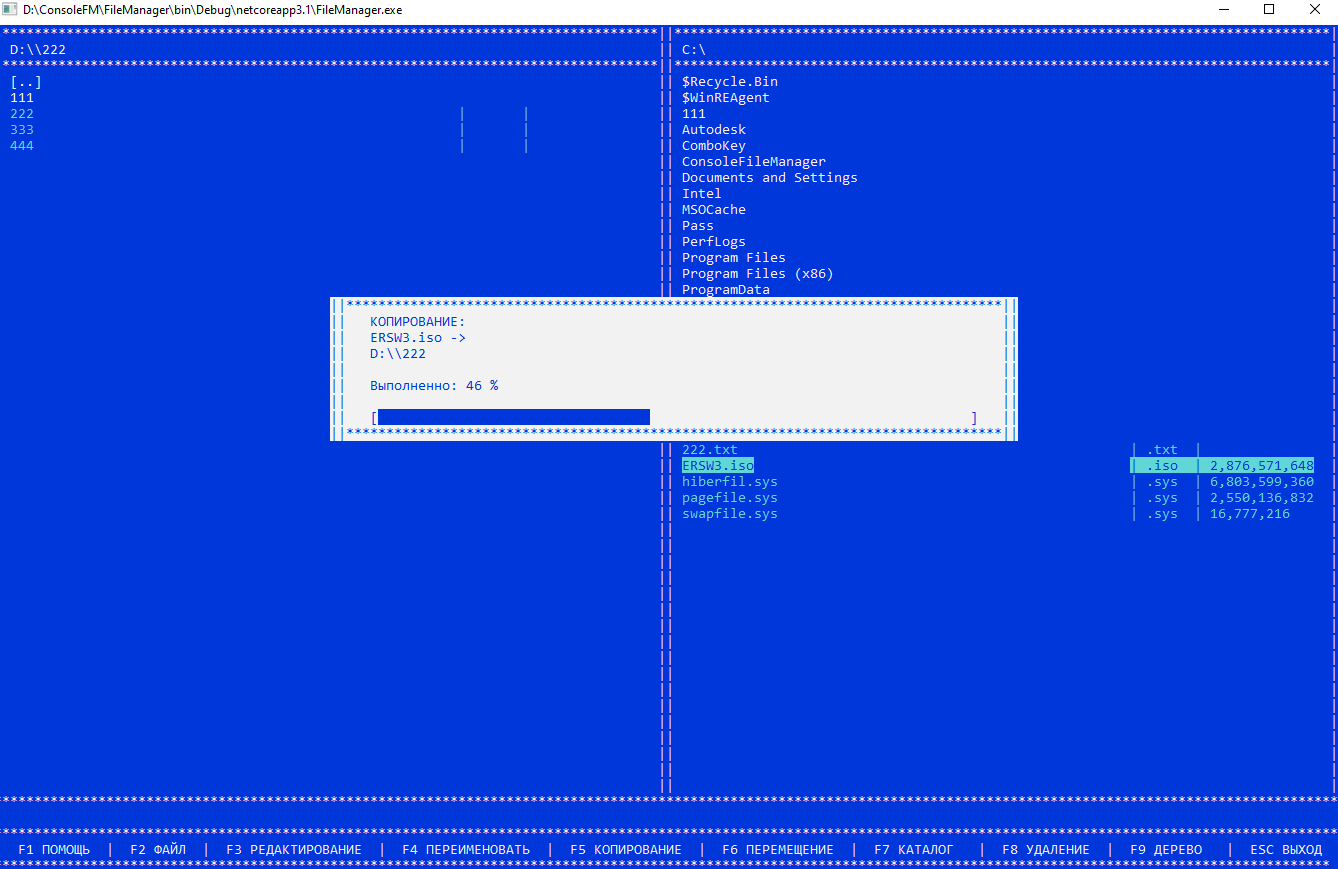 D:\ConsoleFM\FileManager\bin\Debug\netcoreapp3.1\FileManager.exe
D:\\222
[..]
111
222 | |
333 | |
444 | |
C:\
$Recycle.Bin
$WinREAgent
111
Autodesk
ComboKey
ConsoleFileManager
Documents and Settings
Intel
MSOCache
Pass
PerfLogs
Program Files
Program Files (x86)
ProgramData
КОПИРОВАНИЕ:
ERSW3.iso ->
D:\\222
Выполненно: 46 %
[ ]
222.txt | .txt |
ERSW3.iso | .iso | 2,876,571,648
hiberfil.sys | .sys | 6,803,599,360
pagefile.sys | .sys | 2,550,136,832
swapfile.sys | .sys | 16,777,216
F1 ПОМОЩЬ | F2 ФАЙЛ | F3 РЕДАКТИРОВАНИЕ | F4 ПЕРЕИМЕНОВАТЬ | F5 КОПИРОВАНИЕ | F6 ПЕРЕМЕЩЕНИЕ | F7 КАТАЛОГ | F8 УДАЛЕНИЕ | F9 ДЕРЕВО | ESC ВЫХОД